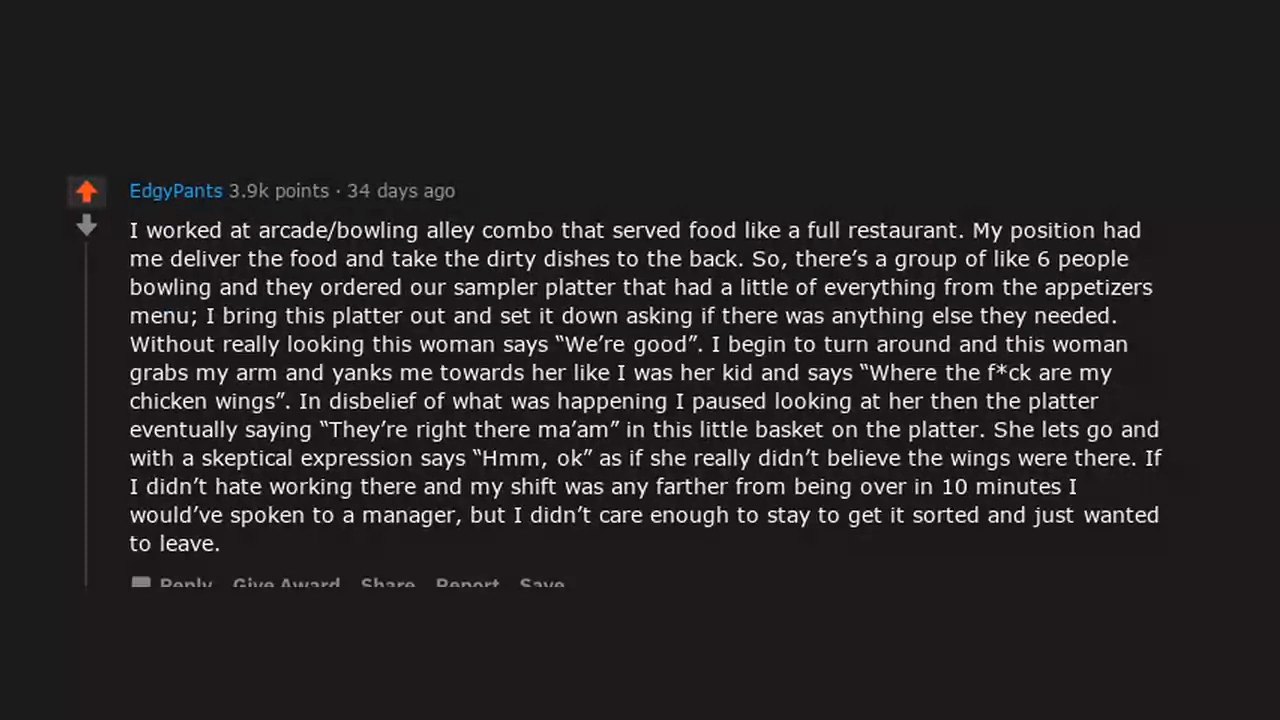 EdgyPants 3.9k points · 34 days ago
I worked at arcade/bowling alley combo that served food like a full restaurant. My position had
me deliver the food and take the dirty dishes to the back. So, there’s a group of like 6 people
bowling and they ordered our sampler platter that had a little of everything from the appetizers
menu; I bring this platter out and set it down asking if there was anything else they needed.
Without really looking this woman says “We’re good”. I begin to turn around and this woman
grabs my arm and yanks me towards her like I was her kid and says “Where the f*ck are my
chicken wings”. In disbelief of what was happening I paused looking at her then the platter
eventually saying “They’re right there ma’am” in this little basket on the platter. She lets go and
with a skeptical expression says “Hmm, ok” as if she really didn’t believe the wings were there. If
I didn’t hate working there and my shift was any farther from being over in 10 minutes I
would’ve spoken to a manager, but I didn’t care enough to stay to get it sorted and just wanted
to leave.
Reply Give Award Share Report Save